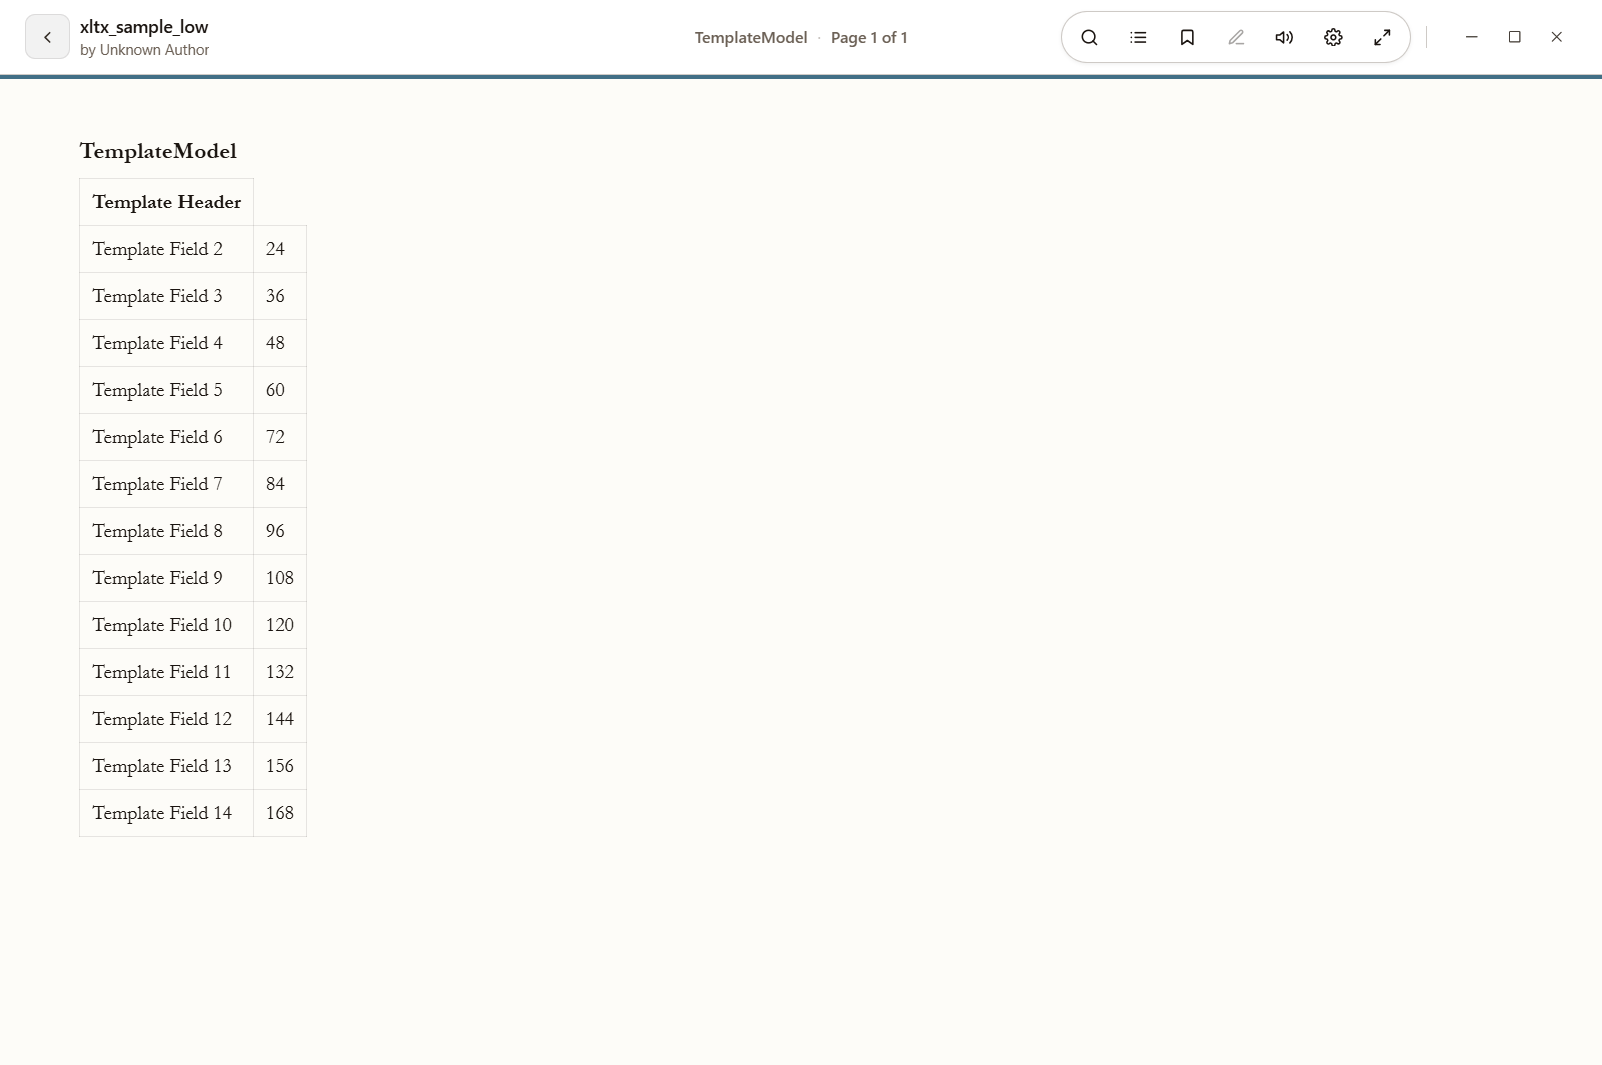 xltx_sample_low
by Unknown Author
TemplateModel · Page 1 of 1
TemplateModel
Template Header
Template Field 2 24
Template Field 3 36
Template Field 4 48
Template Field 5 60
Template Field 6 72
Template Field 7 84
Template Field 8 96
Template Field 9 108
Template Field 10 120
Template Field 11 132
Template Field 12 144
Template Field 13 156
Template Field 14 168